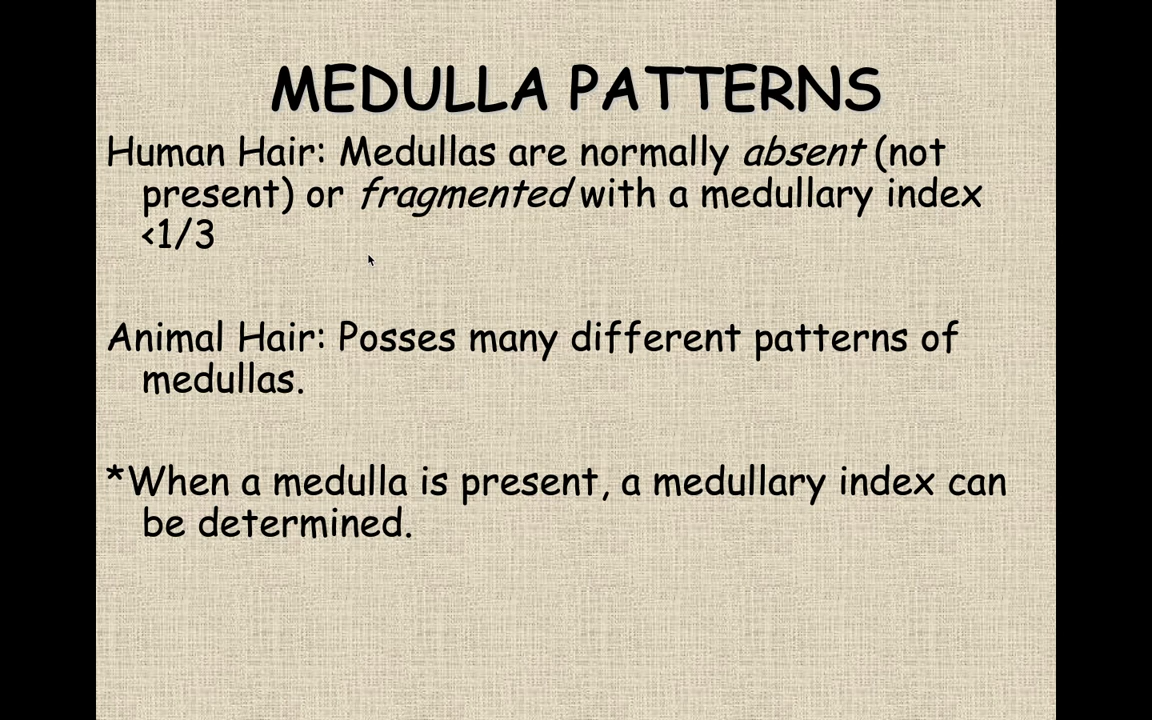 MEDULLA PATTERNS
Human Hair: Medullas are normally absent (not
present) or fragmented with a medullary index
<1/3
Animal Hair: Posses many different patterns of
medullas.
*When a medulla is present, a medullary index can
be determined.